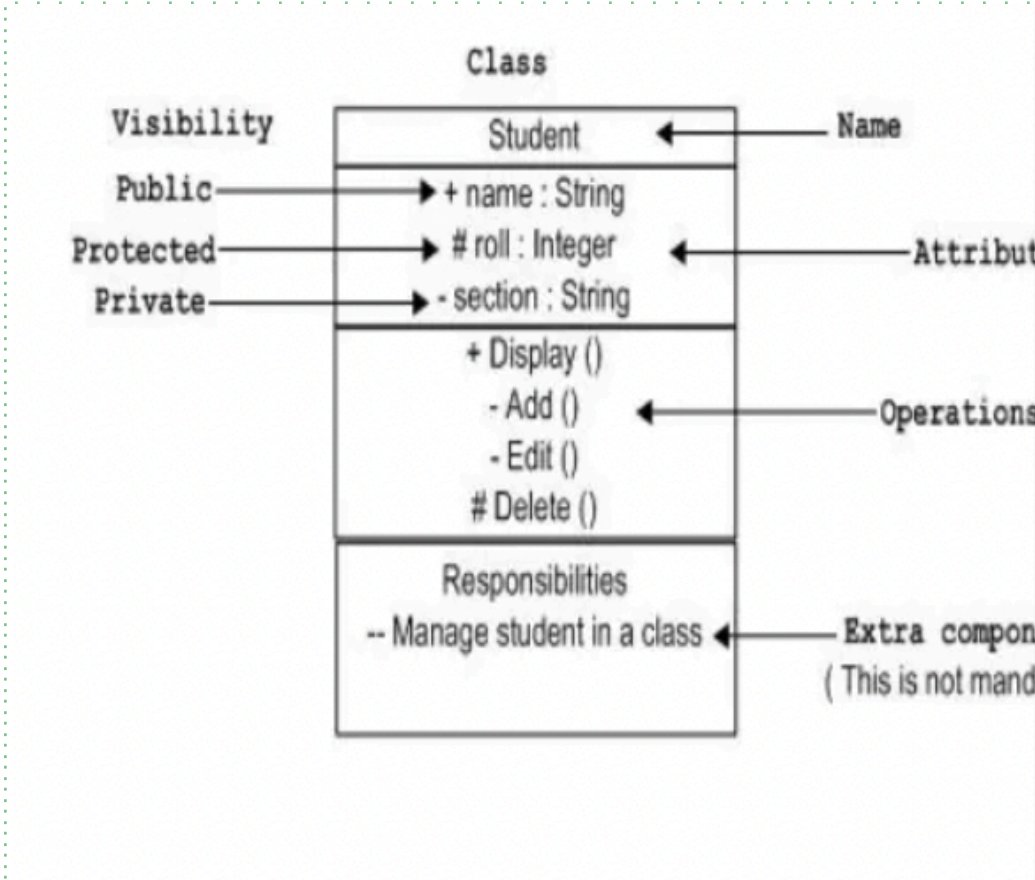 Class
Visibility
Student
Name
Public
+ name : String
Protected
# roll : Integer
Attribut
Private
- section : String
+ Display ()
- Add ()
Operations
- Edit ()
# Delete ()
Responsibilities
-- Manage student in a class
Extra compon
( This is not mand